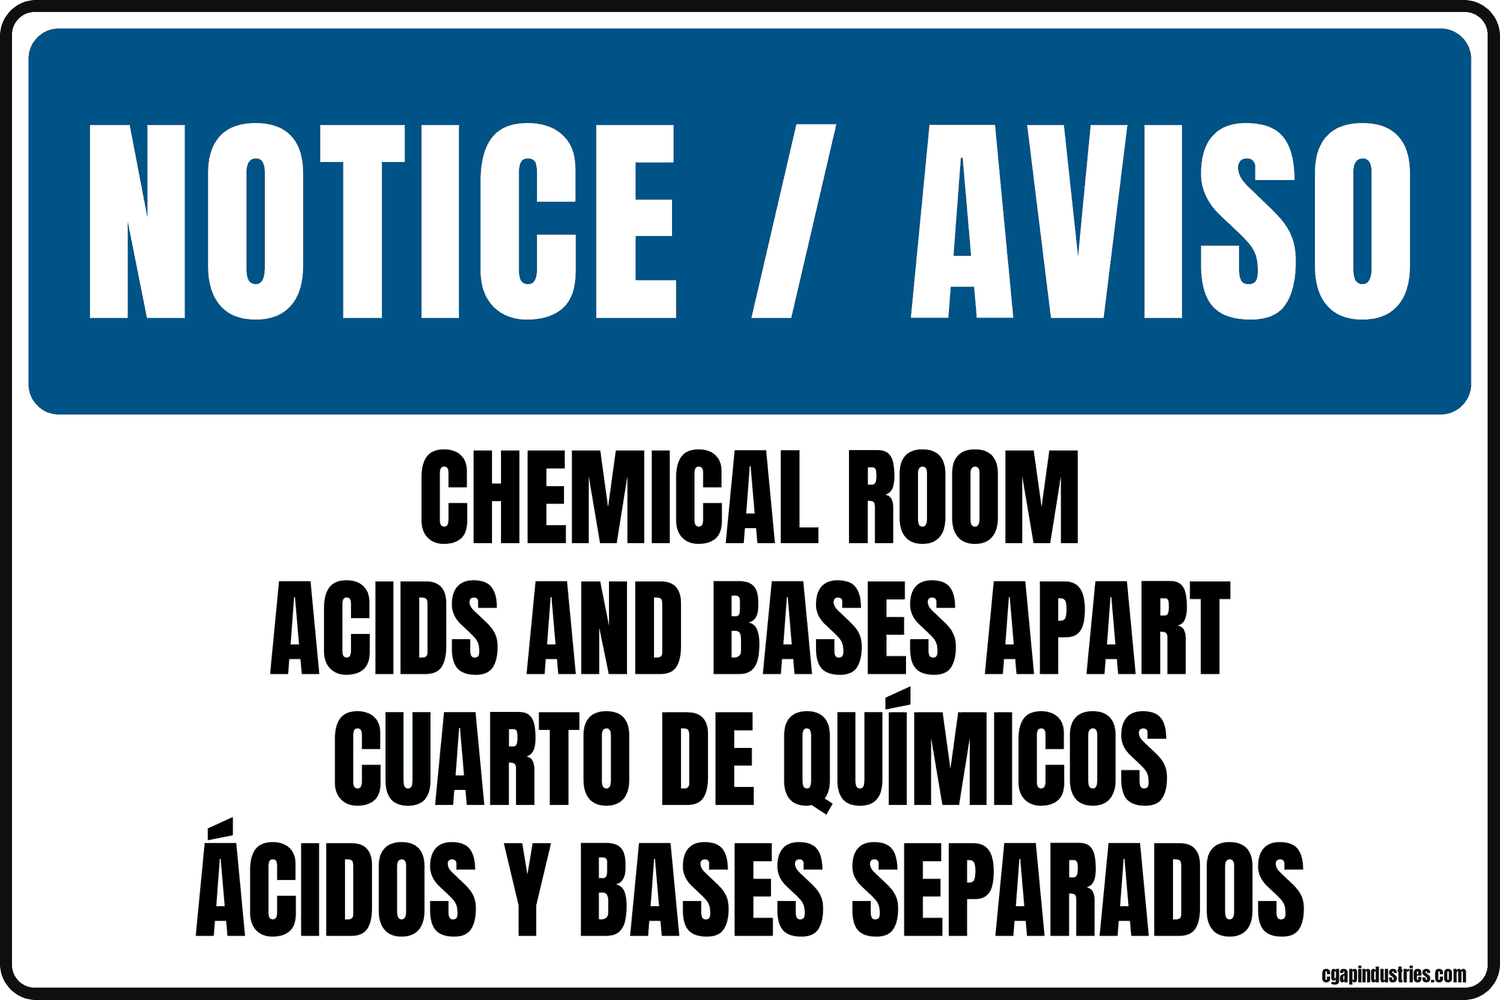 NOTICE / AVISO
CHEMICAL ROOM
ACIDS AND BASES APART
CUARTO DE QUÍMICOS
ÁCIDOS Y BASES SEPARADOS
cgapindustries.com